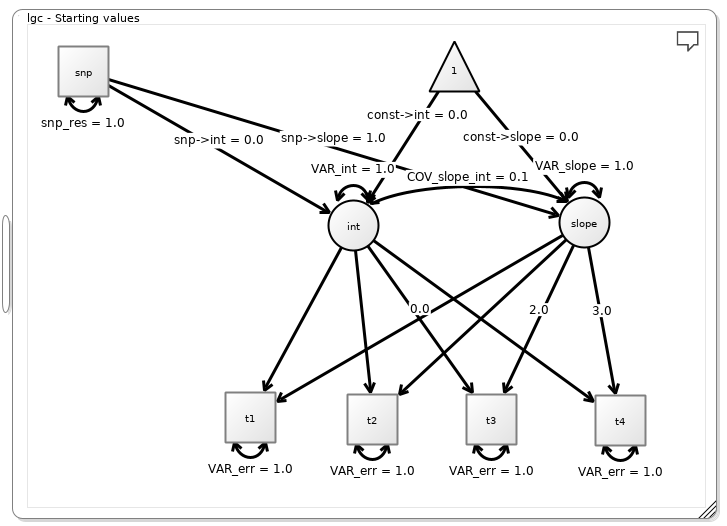 lgc - Starting values
snp
1
snp_res = 1.0
const->int = 0.0
snp->int = 0.0
snp->slope = 1.0
const->slope = 0.0
VAR_int = 1.0
VAR_slope = 1.0
COV_slope_int = 0.1
int
slope
0.0
2.0
3.0
t1
t2
t3
t4
VAR_err = 1.0
VAR_err = 1.0
VAR_err = 1.0
VAR_err = 1.0